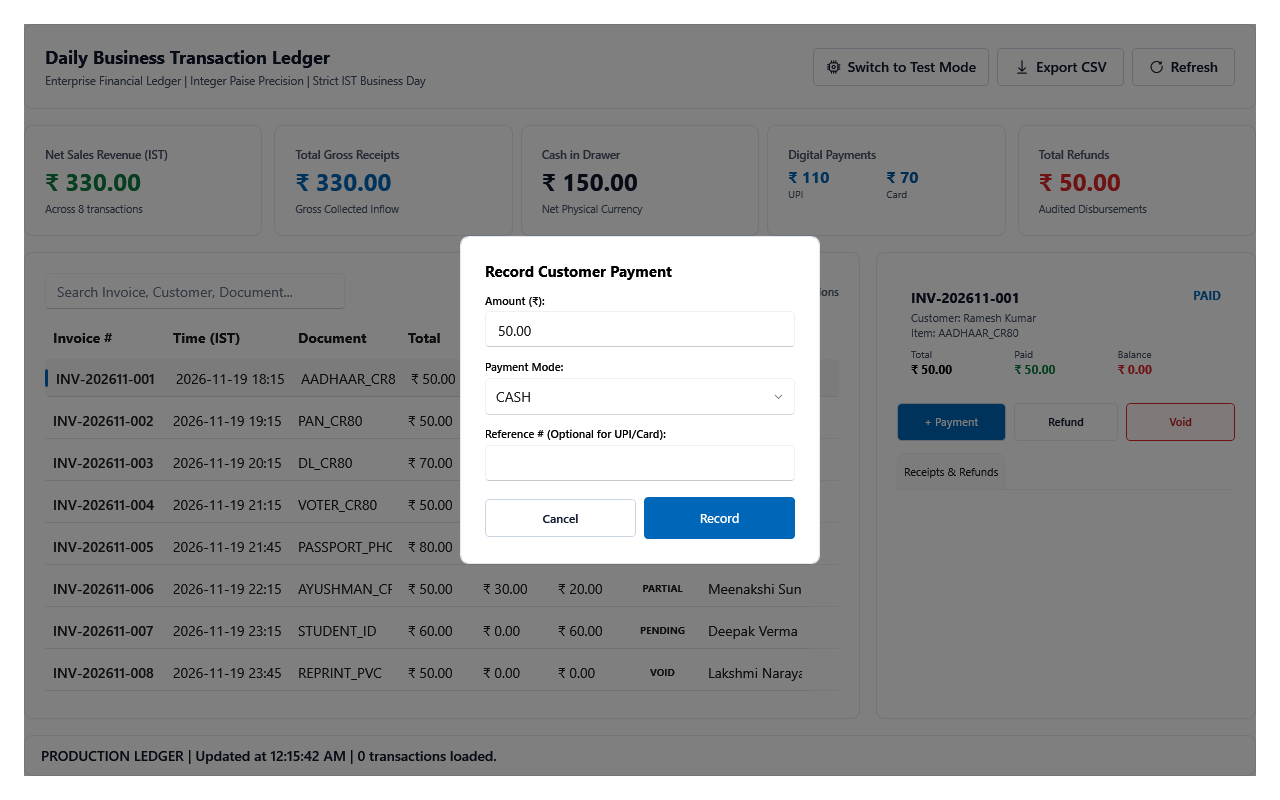 Daily Business Transaction Ledger
Enterprise Financial Ledger | Integer Paise Precision | Strict IST Business Day
Switch to Test Mode
Export CSV
Refresh
Net Sales Revenue (IST)
₹ 330.00
Across 8 transactions
Total Gross Receipts
₹ 330.00
Gross Collected Inflow
Cash in Drawer
₹ 150.00
Net Physical Currency
Digital Payments
₹ 110 ₹ 70
UPI Card
Total Refunds
₹ 50.00
Audited Disbursements
Search Invoice, Customer, Document...
Invoice # Time (IST) Document Total
INV-202611-001 2026-11-19 18:15 AADHAAR_CR8 ₹ 50.00
INV-202611-002 2026-11-19 19:15 PAN_CR80 ₹ 50.00
INV-202611-003 2026-11-19 20:15 DL_CR80 ₹ 70.00
INV-202611-004 2026-11-19 21:15 VOTER_CR80 ₹ 50.00
INV-202611-005 2026-11-19 21:45 PASSPORT_PHC ₹ 80.00
INV-202611-006 2026-11-19 22:15 AYUSHMAN_CF ₹ 50.00 ₹ 30.00 ₹ 20.00 PARTIAL Meenakshi Sun
INV-202611-007 2026-11-19 23:15 STUDENT_ID ₹ 60.00 ₹ 0.00 ₹ 60.00 PENDING Deepak Verma
INV-202611-008 2026-11-19 23:45 REPRINT_PVC ₹ 50.00 ₹ 0.00 ₹ 0.00 VOID Lakshmi Naraya
Record Customer Payment
Amount (₹):
50.00
Payment Mode:
CASH
Reference # (Optional for UPI/Card):
Cancel
Record
INV-202611-001 PAID
Customer: Ramesh Kumar
Item: AADHAAR_CR80
Total Paid Balance
₹ 50.00 ₹ 50.00 ₹ 0.00
+ Payment
Refund
Void
Receipts & Refunds
PRODUCTION LEDGER | Updated at 12:15:42 AM | 0 transactions loaded.